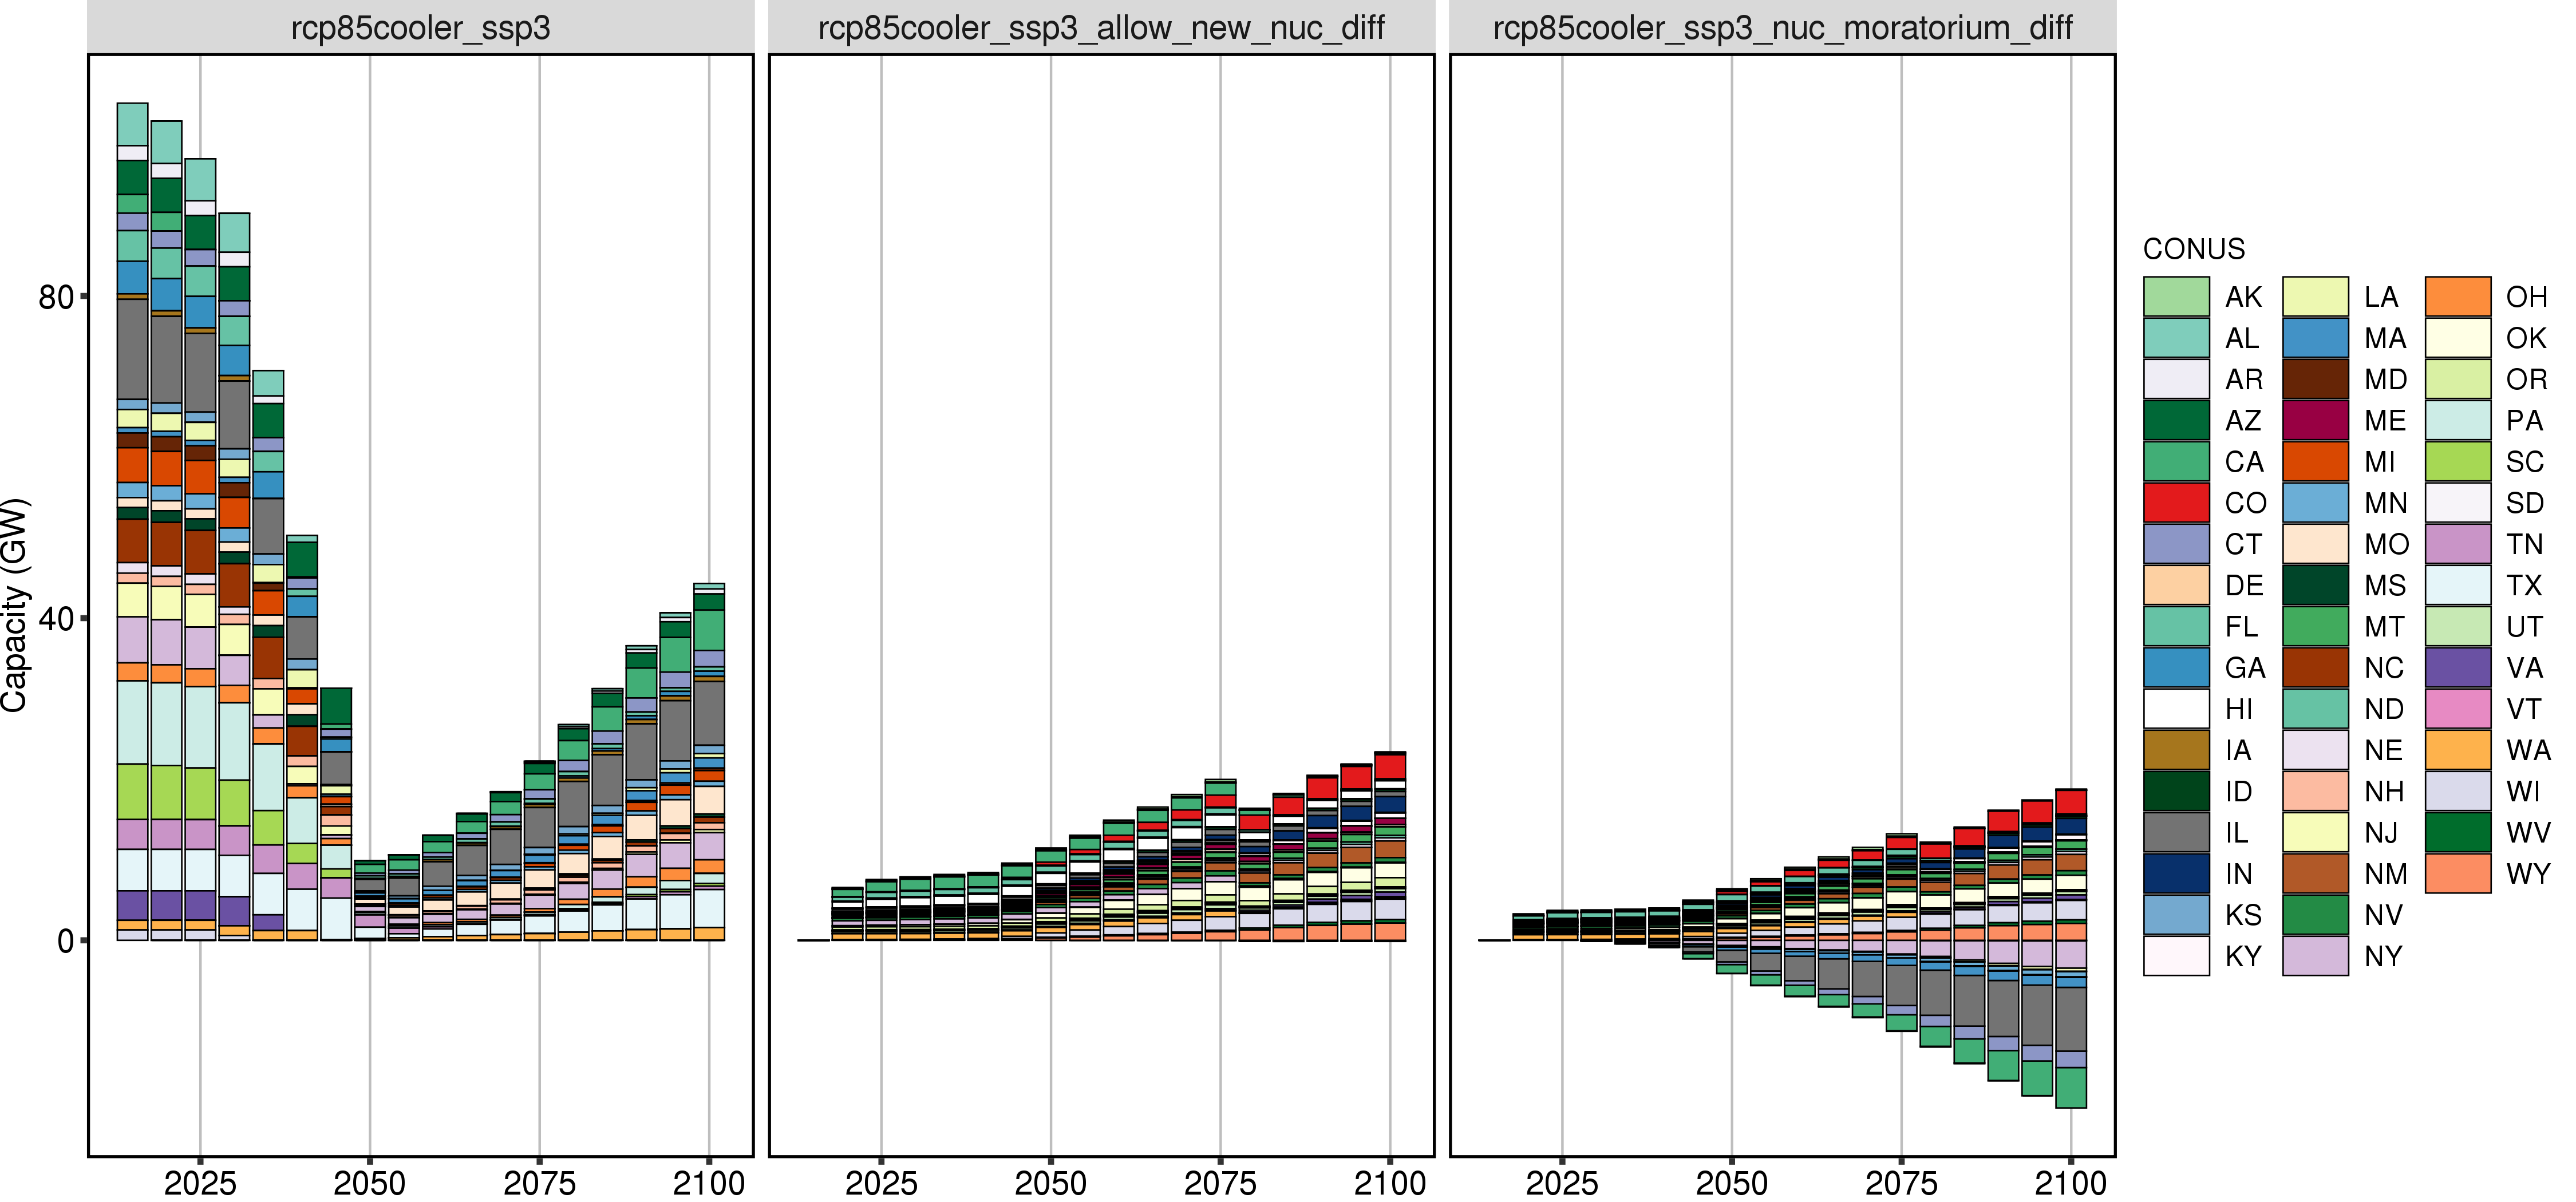 rcp85cooler_ssp3
rcp85cooler_ssp3_allow_new_nuc_diff
rcp85cooler_ssp3_nuc_moratorium_diff
Capacity (GW)
80
40
0
2025 2050 2075 2100
2025 2050 2075 2100
2025 2050 2075 2100
CONUS
AK LA OH
AL MA OK
AR MD OR
AZ ME PA
CA MI SC
CO MN SD
CT MO TN
DE MS TX
FL MT UT
GA NC VA
HI ND VT
IA NE WA
ID NH WI
IL NJ WV
IN NM WY
KS NV
KY NY